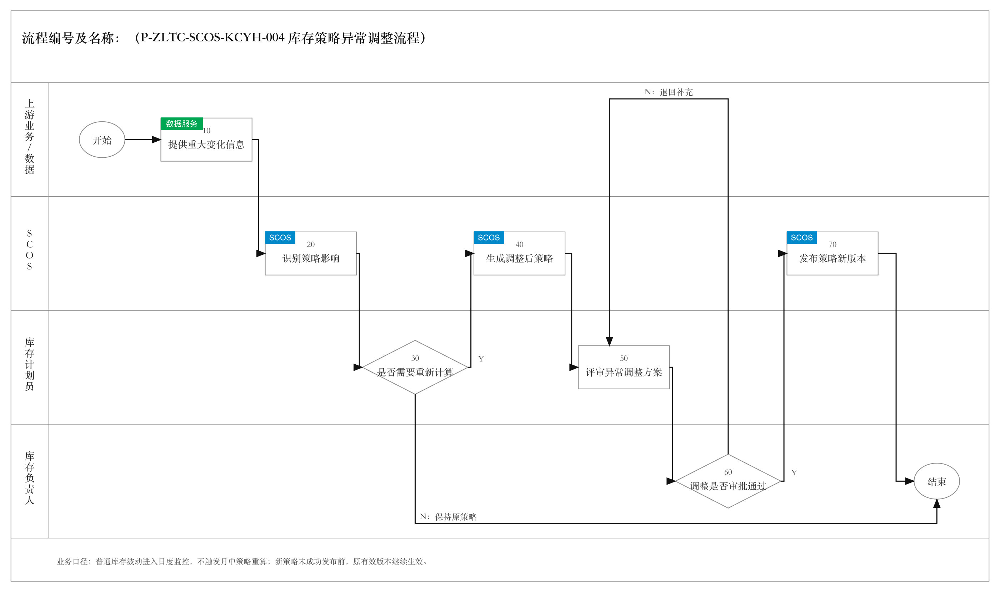 流程编号及名称：（P-ZLTC-SCOS-KCYH-004 库存策略异常调整流程）
上游业务/数据
N：退回补充
开始
数据服务
10
提供重大变化信息
SCOS
SCOS
20
识别策略影响
SCOS
40
生成调整后策略
SCOS
70
发布策略新版本
库存计划员
30
是否需要重新计算
Y
50
评审异常调整方案
库存负责人
60
调整是否审批通过
Y
结束
N：保持原策略
业务口径：普通库存波动进入日度监控，不触发月中策略重算；新策略未成功发布前，原有效版本继续生效。